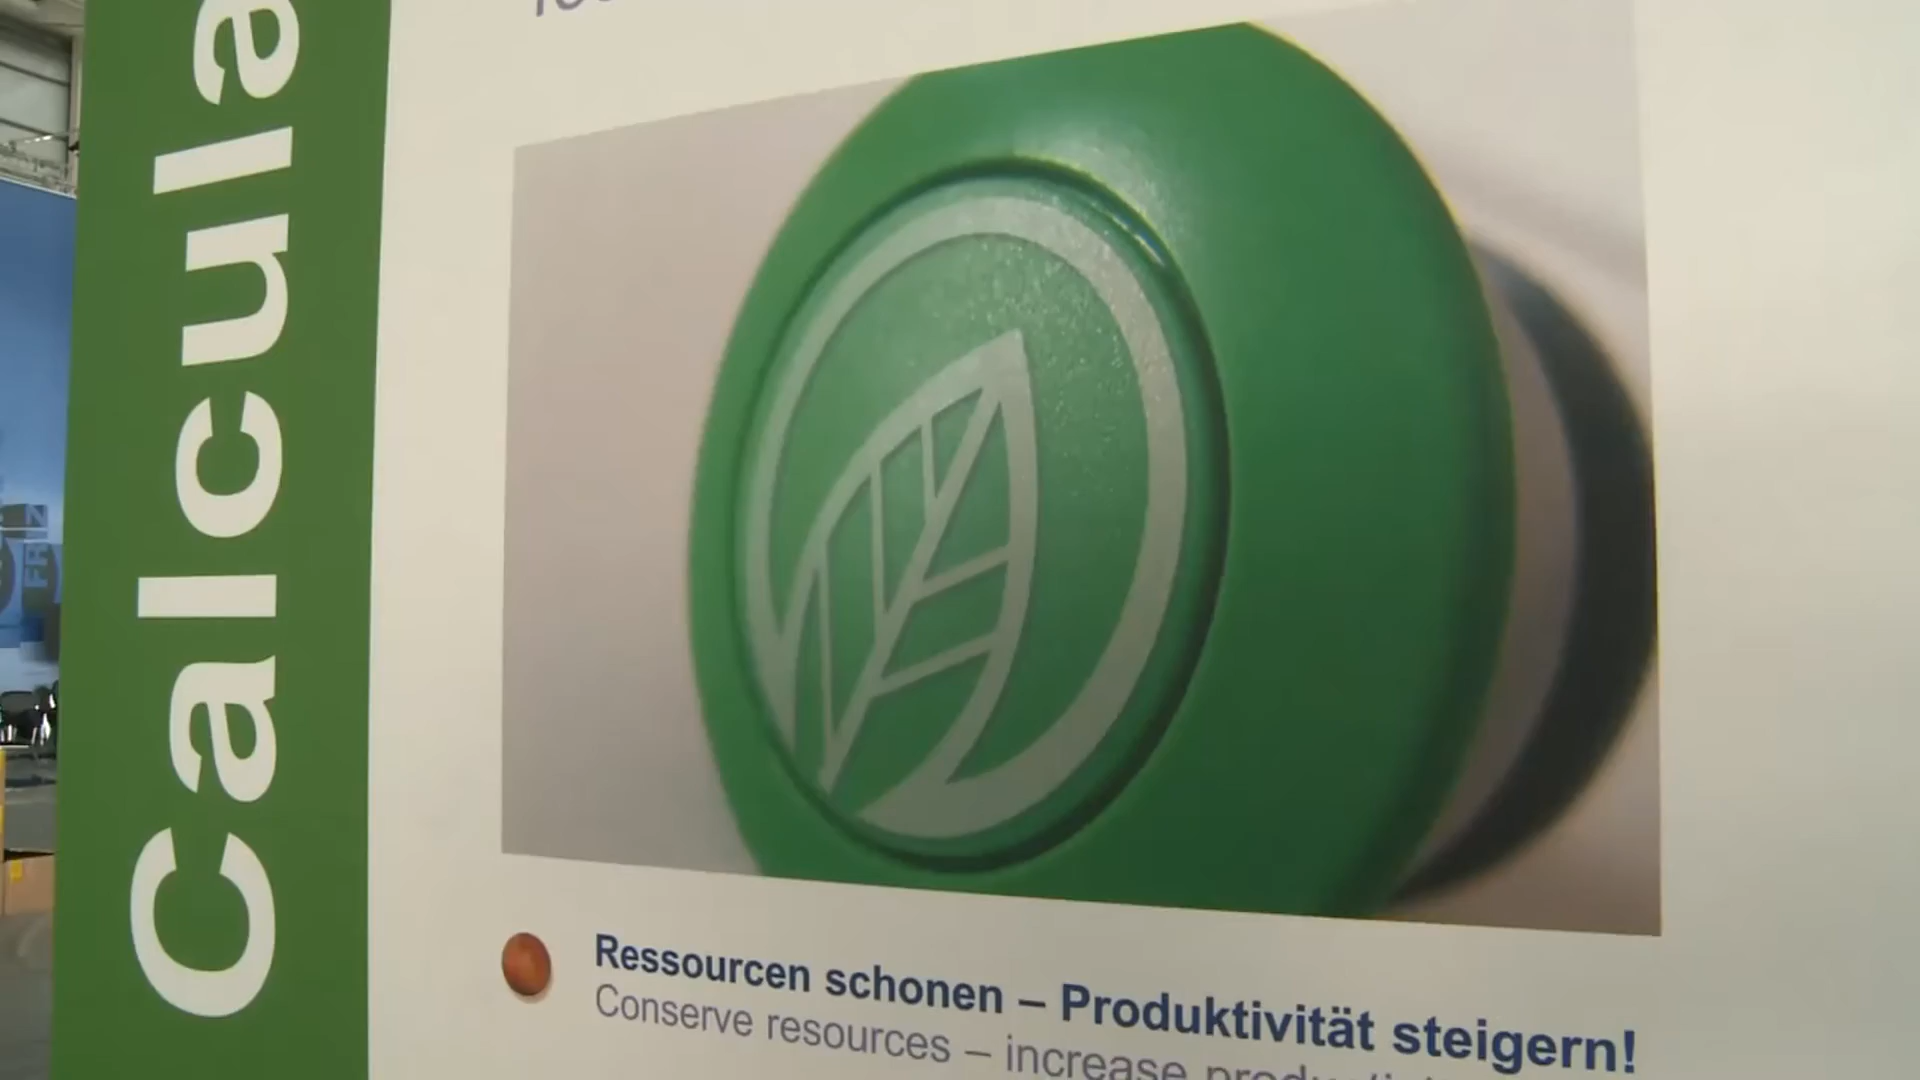 Calcula
Ressourcen schonen – Produktivität steigern!
Conserve resources – increase